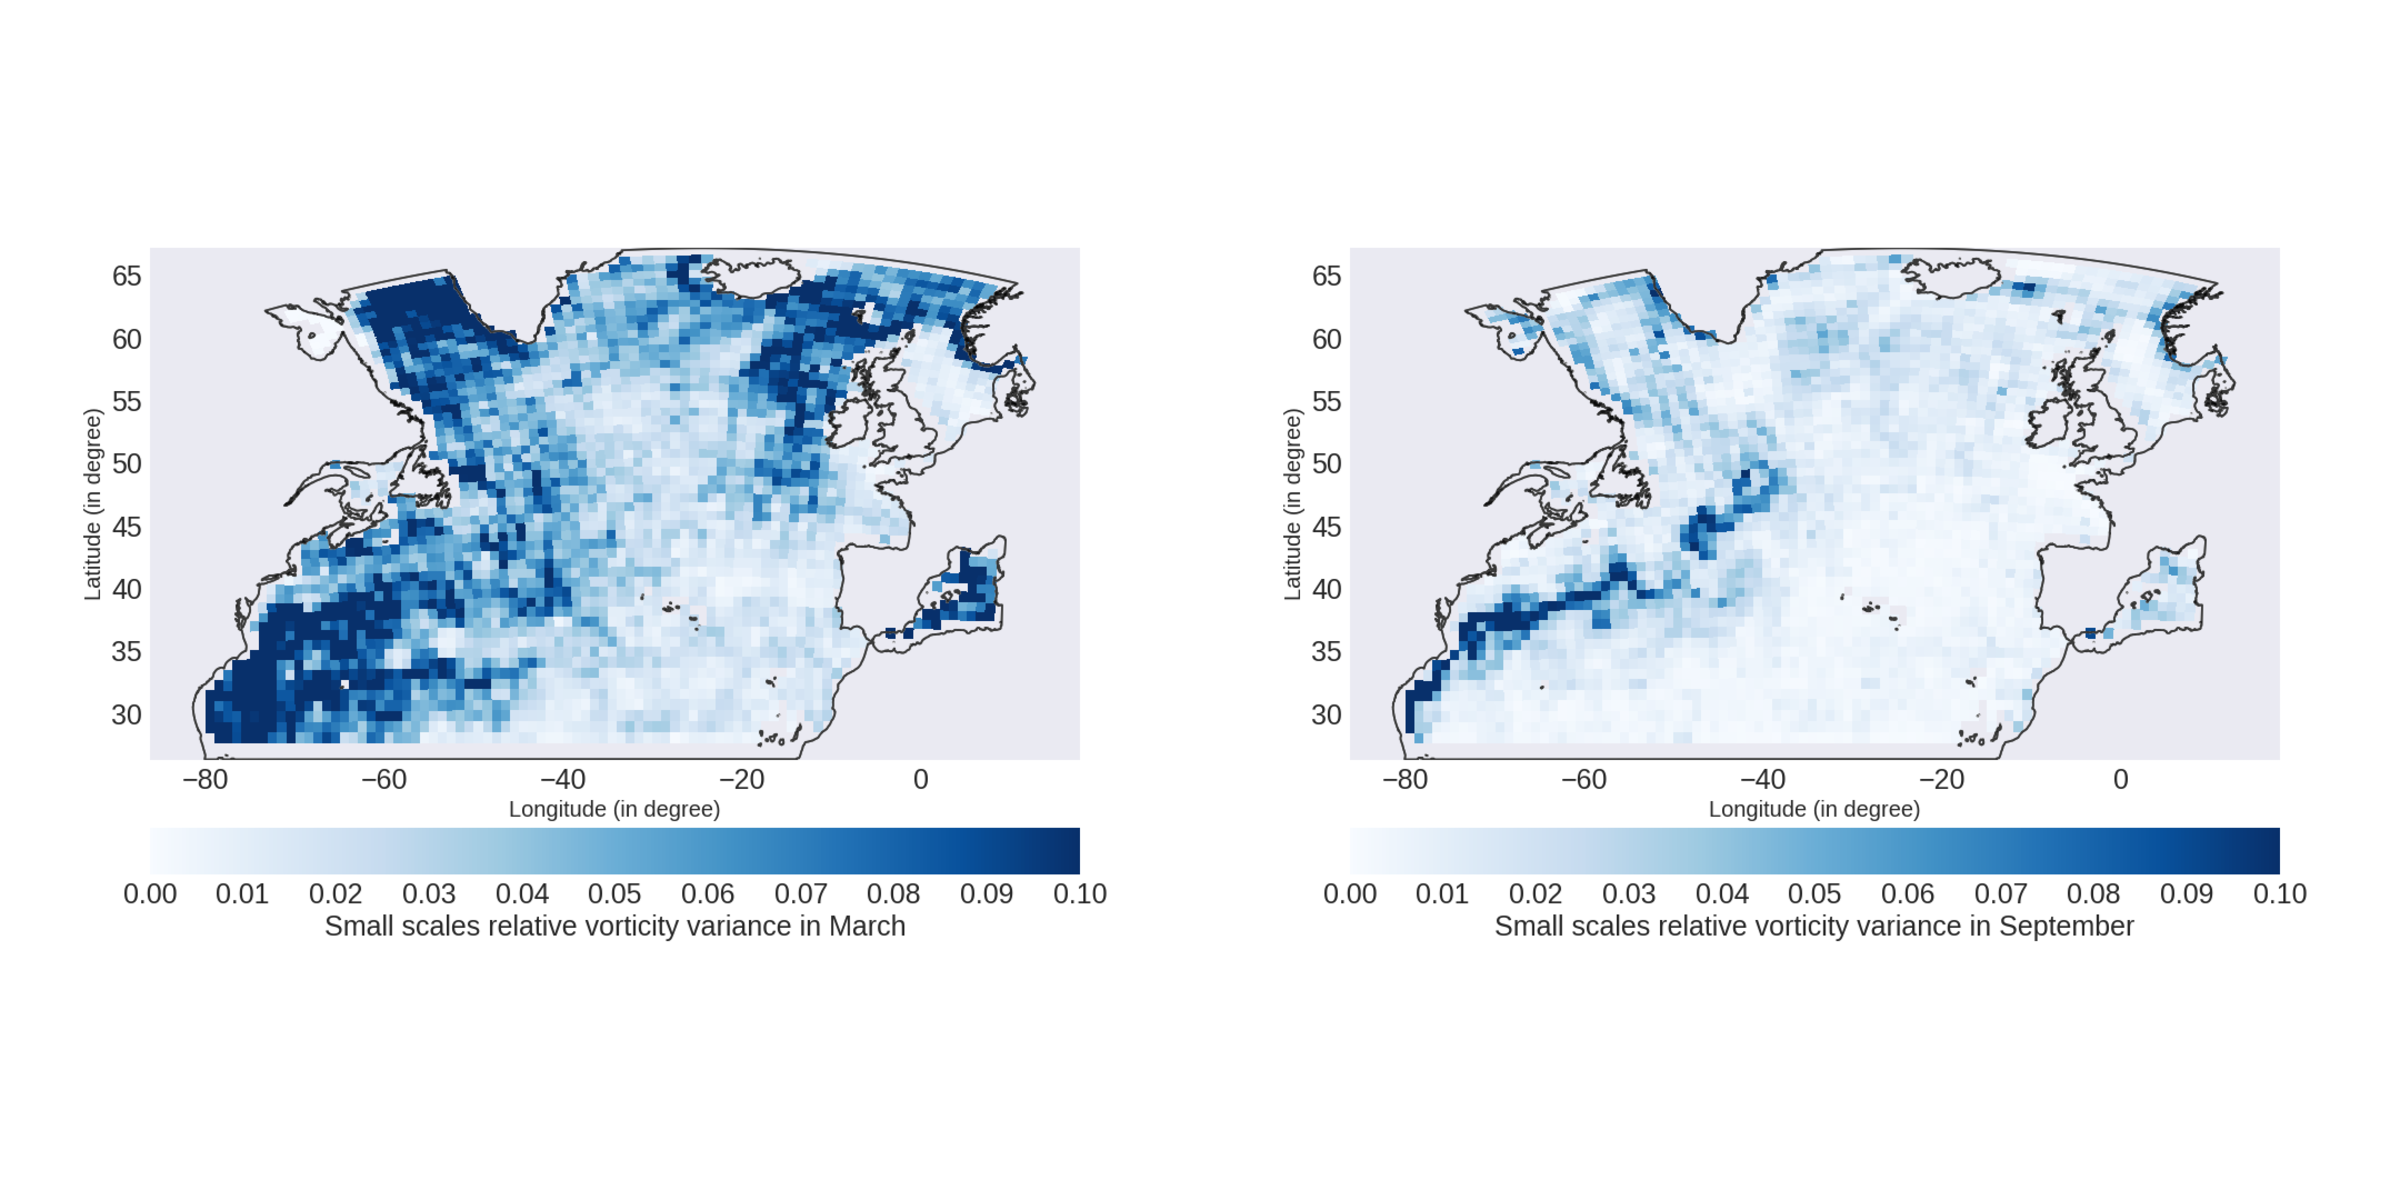 65
60
55
50
45
40
35
30
Latitude (in degree)
−80 −60 −40 −20 0
Longitude (in degree)
0.00 0.01 0.02 0.03 0.04 0.05 0.06 0.07 0.08 0.09 0.10
Small scales relative vorticity variance in March
65
60
55
50
45
40
35
30
Latitude (in degree)
−80 −60 −40 −20 0
Longitude (in degree)
0.00 0.01 0.02 0.03 0.04 0.05 0.06 0.07 0.08 0.09 0.10
Small scales relative vorticity variance in September